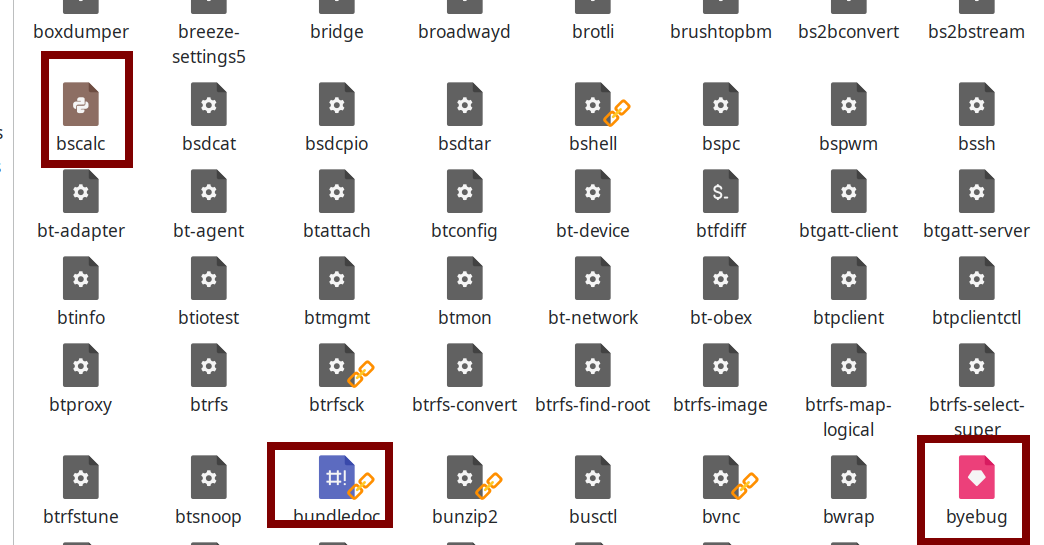 boxdumper breeze- bridge broadwayd brotli brushtopbm bs2bconvert bs2bstream
settings5
bscalc bsdcat bsdcpio bsdtar bshell bspc bspwm bssh
$_
bt-adapter bt-agent btattach btconfig bt-device btfdiff btgatt-client btgatt-server
btinfo btiotest btmgmt btmon bt-network bt-obex btpclient btpclientctl
btproxy btrfs btrfsck btrfs-convert btrfs-find-root btrfs-image btrfs-map- btrfs-select-
logical super
#!
btrfstune btsnoop bundledoc bunzip2 busctl bvnc bwrap byebug